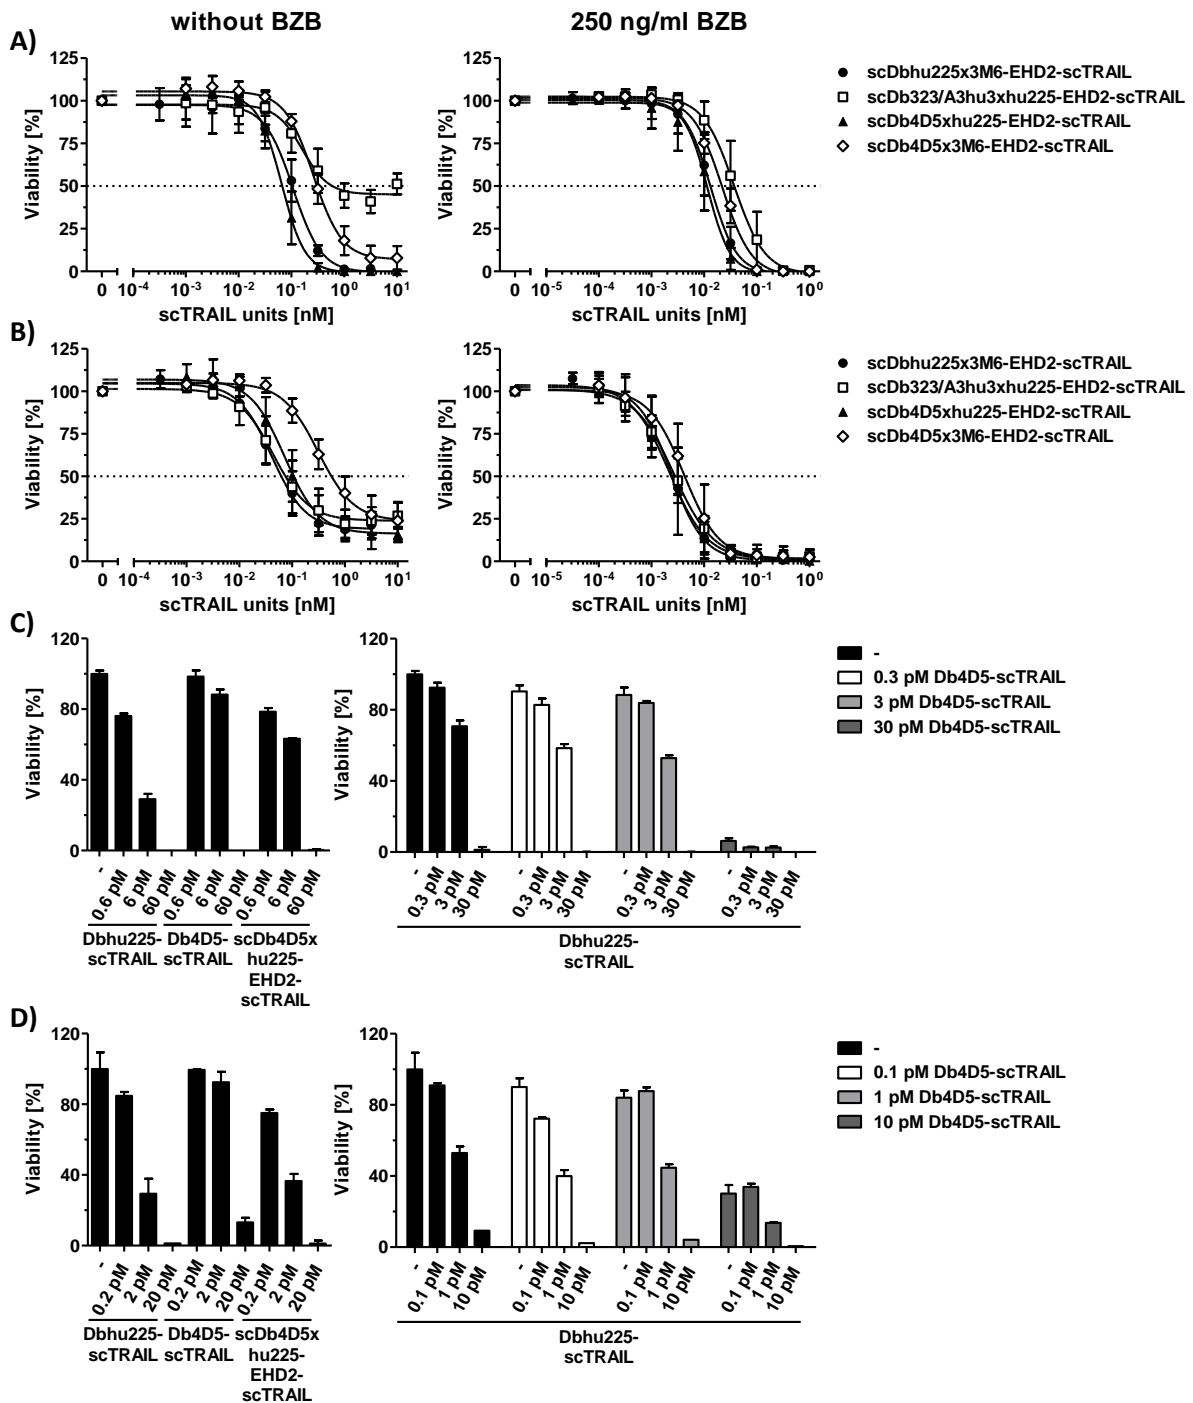 without BZB
250 ng/ml BZB
A)
125
100
75
50
25
0
Viability [%]
0 10-4 10-3 10-2 10-1 100 101
scTRAIL units [nM]
125
100
75
50
25
0
Viability [%]
0 10-5 10-4 10-3 10-2 10-1 100
scTRAIL units [nM]
scDbhu225x3M6-EHD2-scTRAIL
scDb323/A3hu3xhu225-EHD2-scTRAIL
scDb4D5xhu225-EHD2-scTRAIL
scDb4D5x3M6-EHD2-scTRAIL
B)
125
100
75
50
25
0
Viability [%]
0 10-4 10-3 10-2 10-1 100 101
scTRAIL units [nM]
125
100
75
50
25
0
Viability [%]
0 10-5 10-4 10-3 10-2 10-1 100
scTRAIL units [nM]
scDbhu225x3M6-EHD2-scTRAIL
scDb323/A3hu3xhu225-EHD2-scTRAIL
scDb4D5xhu225-EHD2-scTRAIL
scDb4D5x3M6-EHD2-scTRAIL
C)
120
80
40
0
Viability [%]
- 0.6 pM 6 pM 60 pM 0.6 pM 6 pM 60 pM 0.6 pM 6 pM 60 pM
Dbhu225- Db4D5- scDb4D5x
scTRAIL scTRAIL hu225-
EHD2-
scTRAIL
120
80
40
0
Viability [%]
- 0.3 pM 3 pM 30 pM - 0.3 pM 3 pM 30 pM - 0.3 pM 3 pM 30 pM - 0.3 pM 3 pM 30 pM
Dbhu225-
scTRAIL
-
0.3 pM Db4D5-scTRAIL
3 pM Db4D5-scTRAIL
30 pM Db4D5-scTRAIL
D)
120
80
40
0
Viability [%]
- 0.2 pM 2 pM 20 pM 0.2 pM 2 pM 20 pM 0.2 pM 2 pM 20 pM
Dbhu225- Db4D5- scDb4D5x
scTRAIL scTRAIL hu225-
EHD2-
scTRAIL
120
80
40
0
Viability [%]
- 0.1 pM 1 pM 10 pM - 0.1 pM 1 pM 10 pM - 0.1 pM 1 pM 10 pM - 0.1 pM 1 pM 10 pM
Dbhu225-
scTRAIL
-
0.1 pM Db4D5-scTRAIL
1 pM Db4D5-scTRAIL
10 pM Db4D5-scTRAIL